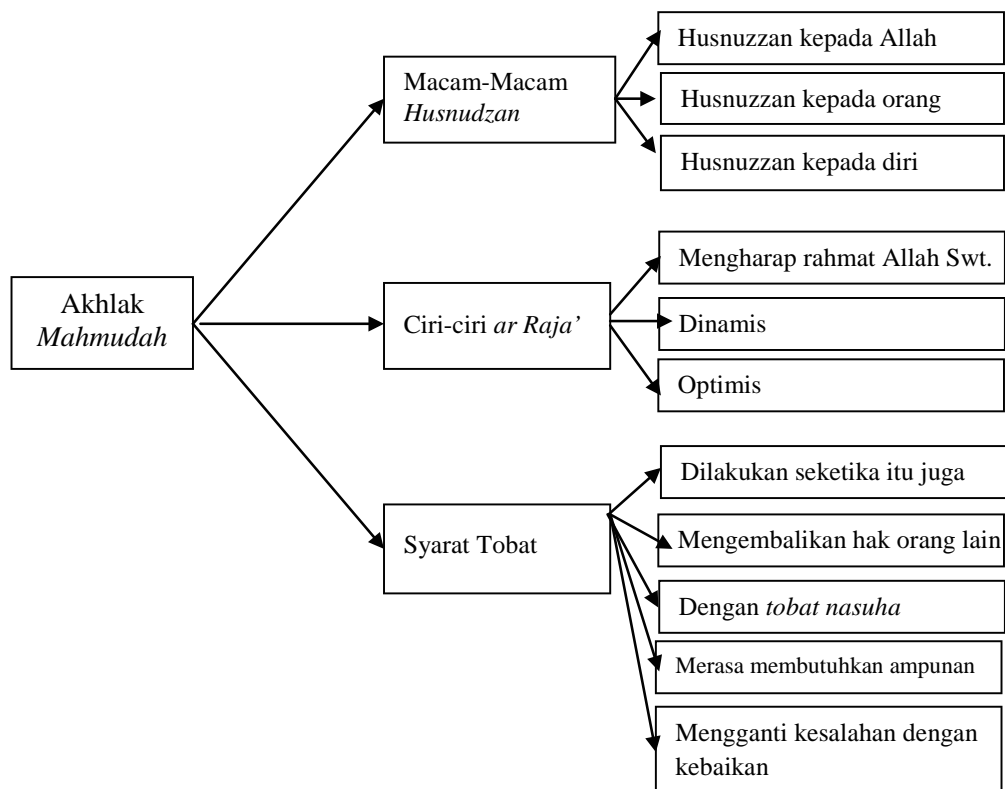 Akhlak
Mahmudah
Macam-Macam
Husnudzan
Husnuzzan kepada Allah
Husnuzzan kepada orang
Husnuzzan kepada diri
Ciri-ciri ar Raja’
Mengharap rahmat Allah Swt.
Dinamis
Optimis
Syarat Tobat
Dilakukan seketika itu juga
Mengembalikan hak orang lain
Dengan tobat nasuha
Merasa membutuhkan ampunan
Mengganti kesalahan dengan
kebaikan